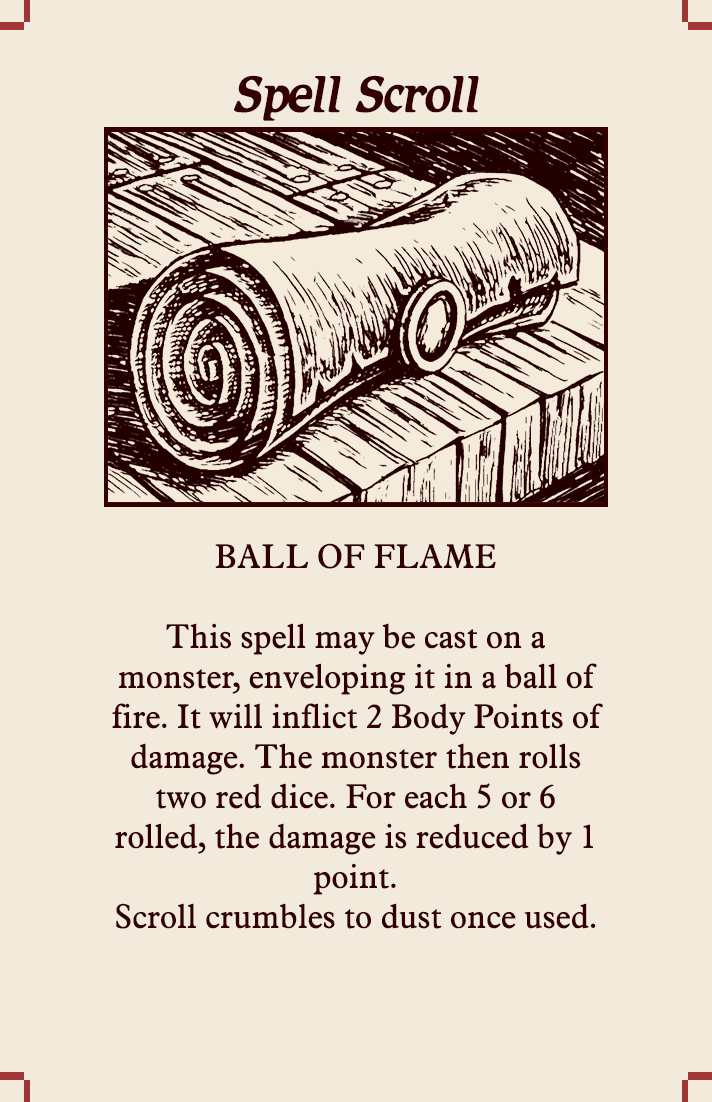 Spell Scroll
BALL OF FLAME
This spell may be cast on a
monster, enveloping it in a ball of
fire. It will inflict 2 Body Points of
damage. The monster then rolls
two red dice. For each 5 or 6
rolled, the damage is reduced by 1
point.
Scroll crumbles to dust once used.